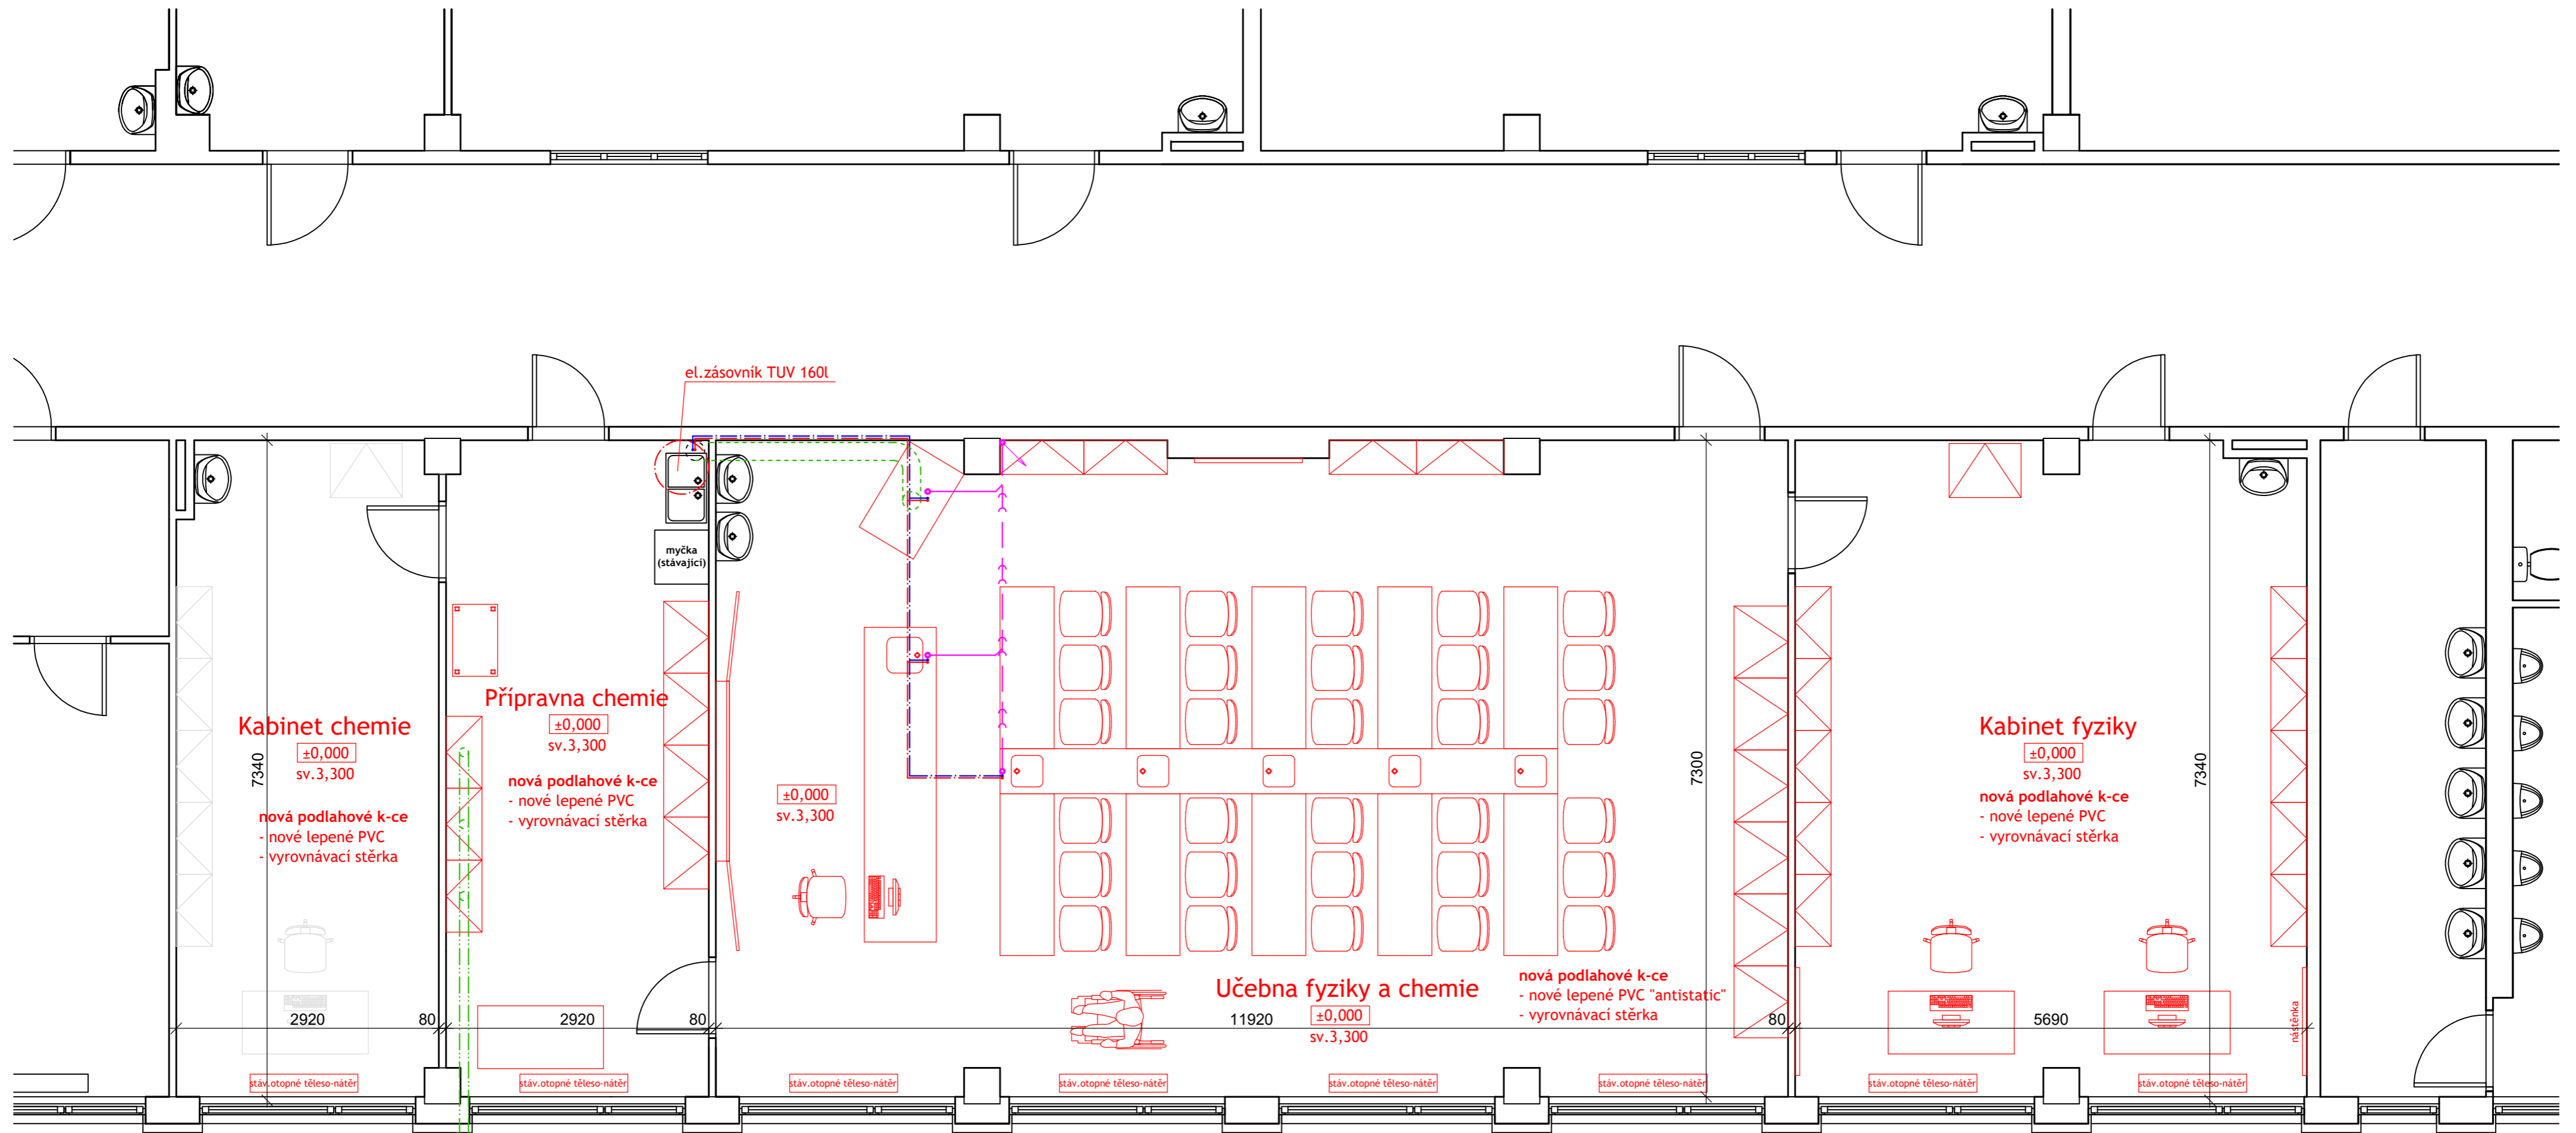 el.zásovník TUV 160l
myčka
(stávající)
Kabinet chemie
±0,000
sv.3,300
7340
nová podlahové k-ce
- nové lepené PVC
- vyrovnávací stěrka
Přípravna chemie
±0,000
sv.3,300
nová podlahové k-ce
- nové lepené PVC
- vyrovnávací stěrka
±0,000
sv.3,300
7300
Kabinet fyziky
±0,000
sv.3,300
7340
nová podlahové k-ce
- nové lepené PVC
- vyrovnávací stěrka
Učebna fyziky a chemie
±0,000
sv.3,300
nová podlahové k-ce
- nové lepené PVC "antistatic"
- vyrovnávací stěrka
nástěnka
2920
80
2920
80
11920
80
5690
stáv.otopné těleso-nátěr
stáv.otopné těleso-nátěr
stáv.otopné těleso-nátěr
stáv.otopné těleso-nátěr
stáv.otopné těleso-nátěr
stáv.otopné těleso-nátěr
stáv.otopné těleso-nátěr
stáv.otopné těleso-nátěr